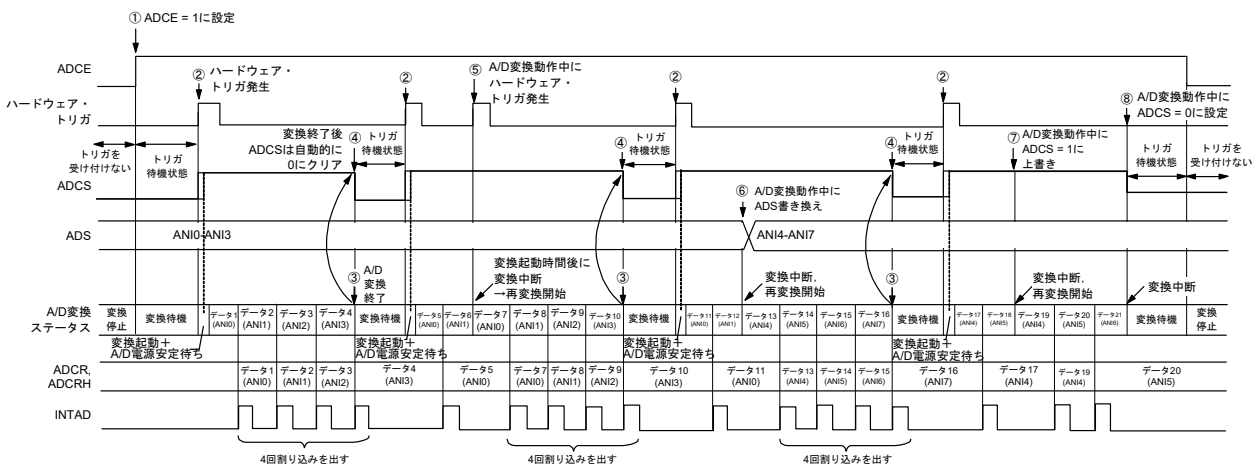 ① ADCE = 1に設定
ADCE
② ハードウェア・
トリガ発生
②
⑤ A/D変換動作中に
ハードウェア・
トリガ発生
②
②
⑧ A/D変換動作中に
ADCS = 0に設定
ハードウェア・
トリガ
トリガを
受け付けない
トリガ
待機状態
変換終了後
ADCSは自動的に
0にクリア
④ トリガ
待機状態
④ トリガ
待機状態
④ トリガ
待機状態
⑦ A/D変換動作中に
ADCS = 1に
上書き
トリガ
待機状態
トリガを
受け付けない
ADCS
⑥ A/D変換動作中に
ADS書き換え
ADS
ANI0-ANI3
ANI4-ANI7
③ A/D
変換
終了
変換起動時間後に
変換中断
→再変換開始
③
変換中断,
再変換開始
③
変換中断,
再変換開始
変換中断
A/D変換
ステータス
変換
停止
変換待機
データ1
(ANI0)
データ2
(ANI1)
データ3
(ANI2)
データ4
(ANI3)
変換待機
データ5
(ANI0)
データ6
(ANI1)
データ7
(ANI0)
データ8
(ANI1)
データ9
(ANI2)
データ10
(ANI3)
変換待機
データ11
(ANI0)
データ12
(ANI1)
データ13
(ANI4)
データ14
(ANI5)
データ15
(ANI6)
データ16
(ANI7)
変換待機
データ17
(ANI4)
データ18
(ANI5)
データ19
(ANI4)
データ20
(ANI5)
データ21
(ANI6)
変換待機
変換
停止
変換起動+
A/D電源安定待ち
変換起動+
A/D電源安定待ち
変換起動+
A/D電源安定待ち
変換起動+
A/D電源安定待ち
ADCR,
ADCRH
データ1
(ANI0)
データ2
(ANI1)
データ3
(ANI2)
データ4
(ANI3)
データ5
(ANI0)
データ7
(ANI0)
データ8
(ANI1)
データ9
(ANI2)
データ10
(ANI3)
データ11
(ANI0)
データ13
(ANI4)
データ14
(ANI5)
データ15
(ANI6)
データ16
(ANI7)
データ17
(ANI4)
データ19
(ANI4)
データ20
(ANI5)
INTAD
4回割り込みを出す
4回割り込みを出す
4回割り込みを出す